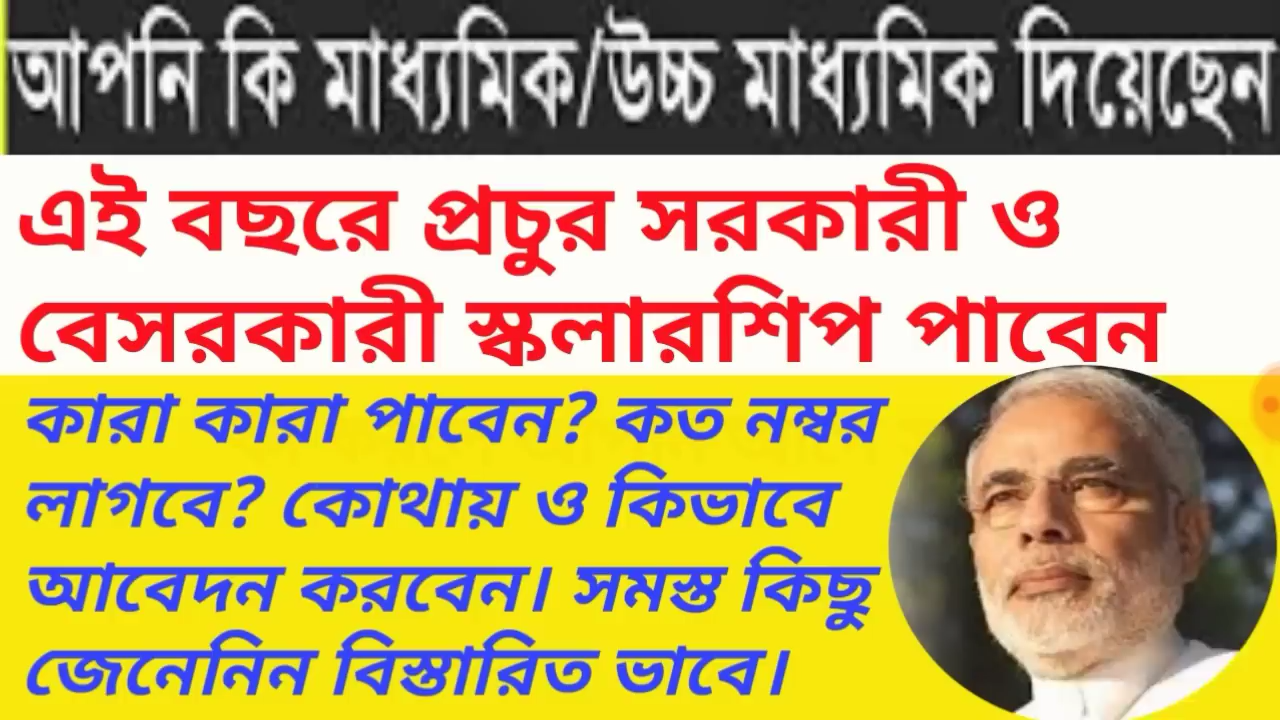 আপনি কি মাধ্যমিক/উচ্চ মাধ্যমিক দিয়েছেন
এই বছরে প্রচুর সরকারী ও
বেসরকারী স্কলারশিপ পাবেন
কারা কারা পাবেন? কত নম্বর
লাগবে? কোথায় ও কিভাবে
আবেদন করবেন। সমস্ত কিছু
জেনেনিন বিস্তারিত ভাবে।